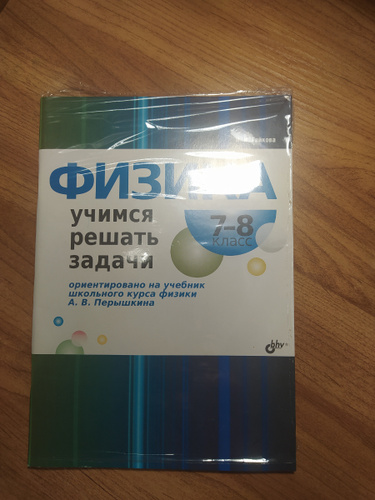 ФИЗИКА
7–8
класс
учимся
решать
задачи
ориентировано на учебник
школьного курса физики
А. В. Перышкина
bhv